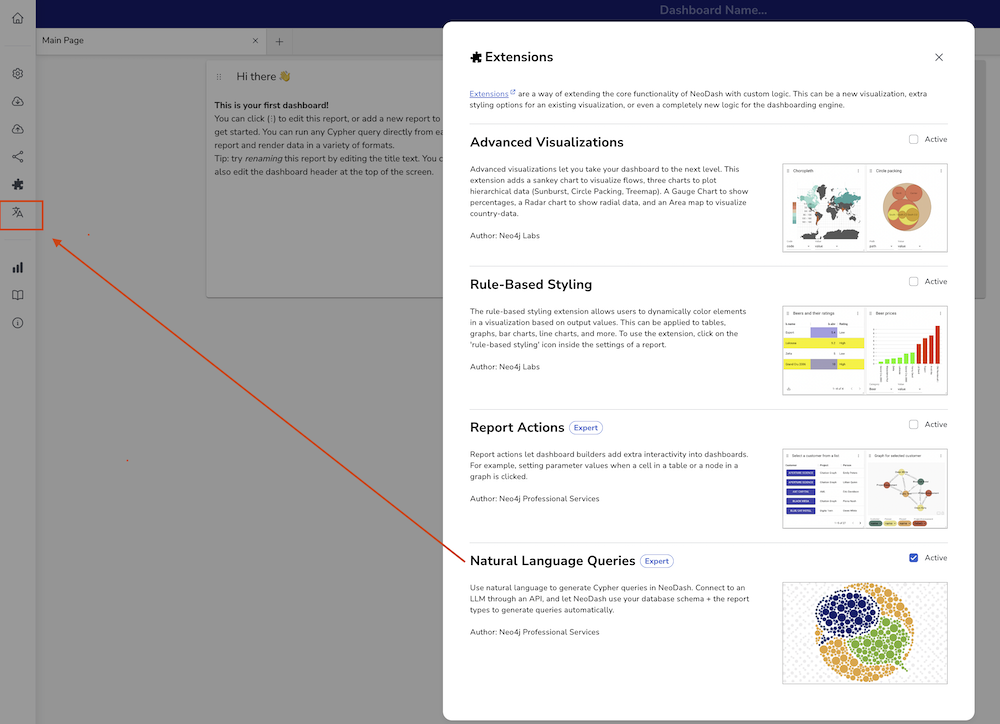 Dashboard Name...
Main Page
Hi there 👋
This is your first dashboard!
You can click (⋮) to edit this report, or add a new report to
get started. You can run any Cypher query directly from ea
report and render data in a variety of formats.
Tip: try renaming this report by editing the title text. You c
also edit the dashboard header at the top of the screen.
Extensions
Extensions are a way of extending the core functionality of NeoDash with custom logic. This can be a new visualization, extra
styling options for an existing visualization, or even a completely new logic for the dashboarding engine.
Advanced Visualizations
Active
Advanced visualizations let you take your dashboard to the next level. This
extension adds a sankey chart to visualize flows, three charts to plot
hierarchical data (Sunburst, Circle Packing, Treemap). A Gauge Chart to show
percentages, a Radar chart to show radial data, and an Area map to visualize
country-data.
Author: Neo4j Labs
Choropleth
Circle packing
Rule-Based Styling
Active
The rule-based styling extension allows users to dynamically color elements
in a visualization based on output values. This can be applied to tables,
graphs, bar charts, line charts, and more. To use the extension, click on the
'rule-based styling' icon inside the settings of a report.
Author: Neo4j Labs
Beers and their ratings
Beer prices
Report Actions Expert
Active
Report actions let dashboard builders add extra interactivity into dashboards.
For example, setting parameter values when a cell in a table or a node in a
graph is clicked.
Author: Neo4j Professional Services
Select a customer from a list
Graph for selected customer
Natural Language Queries Expert
Active
Use natural language to generate Cypher queries in NeoDash. Connect to an
LLM through an API, and let NeoDash use your database schema + the report
types to generate queries automatically.
Author: Neo4j Professional Services